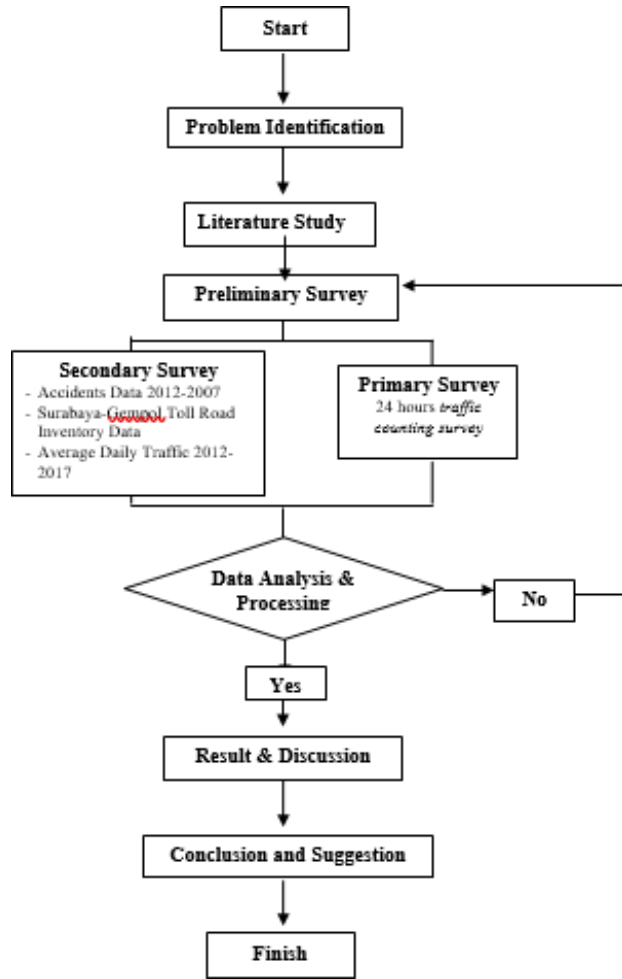 Start
Problem Identification
Literature Study
Preliminary Survey
Secondary Survey
- Accidents Data 2012-2007
- Surabaya-Gempol Toll Road
Inventory Data
- Average Daily Traffic 2012-
2017
Primary Survey
24 hours traffic
counting survey
Data Analysis &
Processing
No
Yes
Result & Discussion
Conclusion and Suggestion
Finish